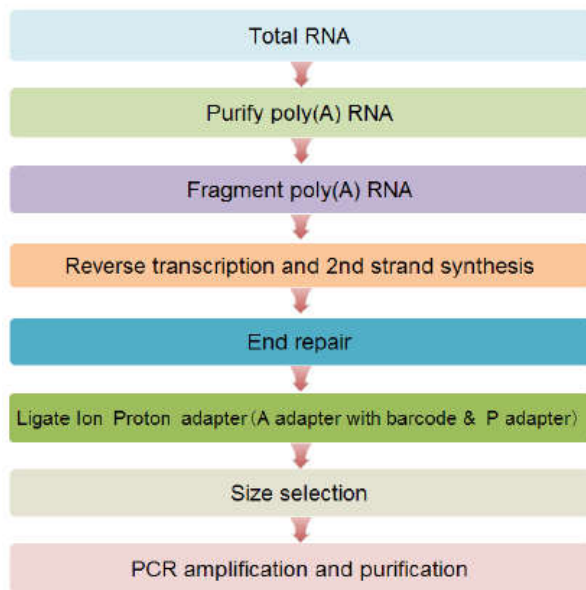 Total RNA
Purify poly(A) RNA
Fragment poly(A) RNA
Reverse transcription and 2nd strand synthesis
End repair
Ligate Ion Proton adapter(A adapter with barcode & P adapter)
Size selection
PCR amplification and purification